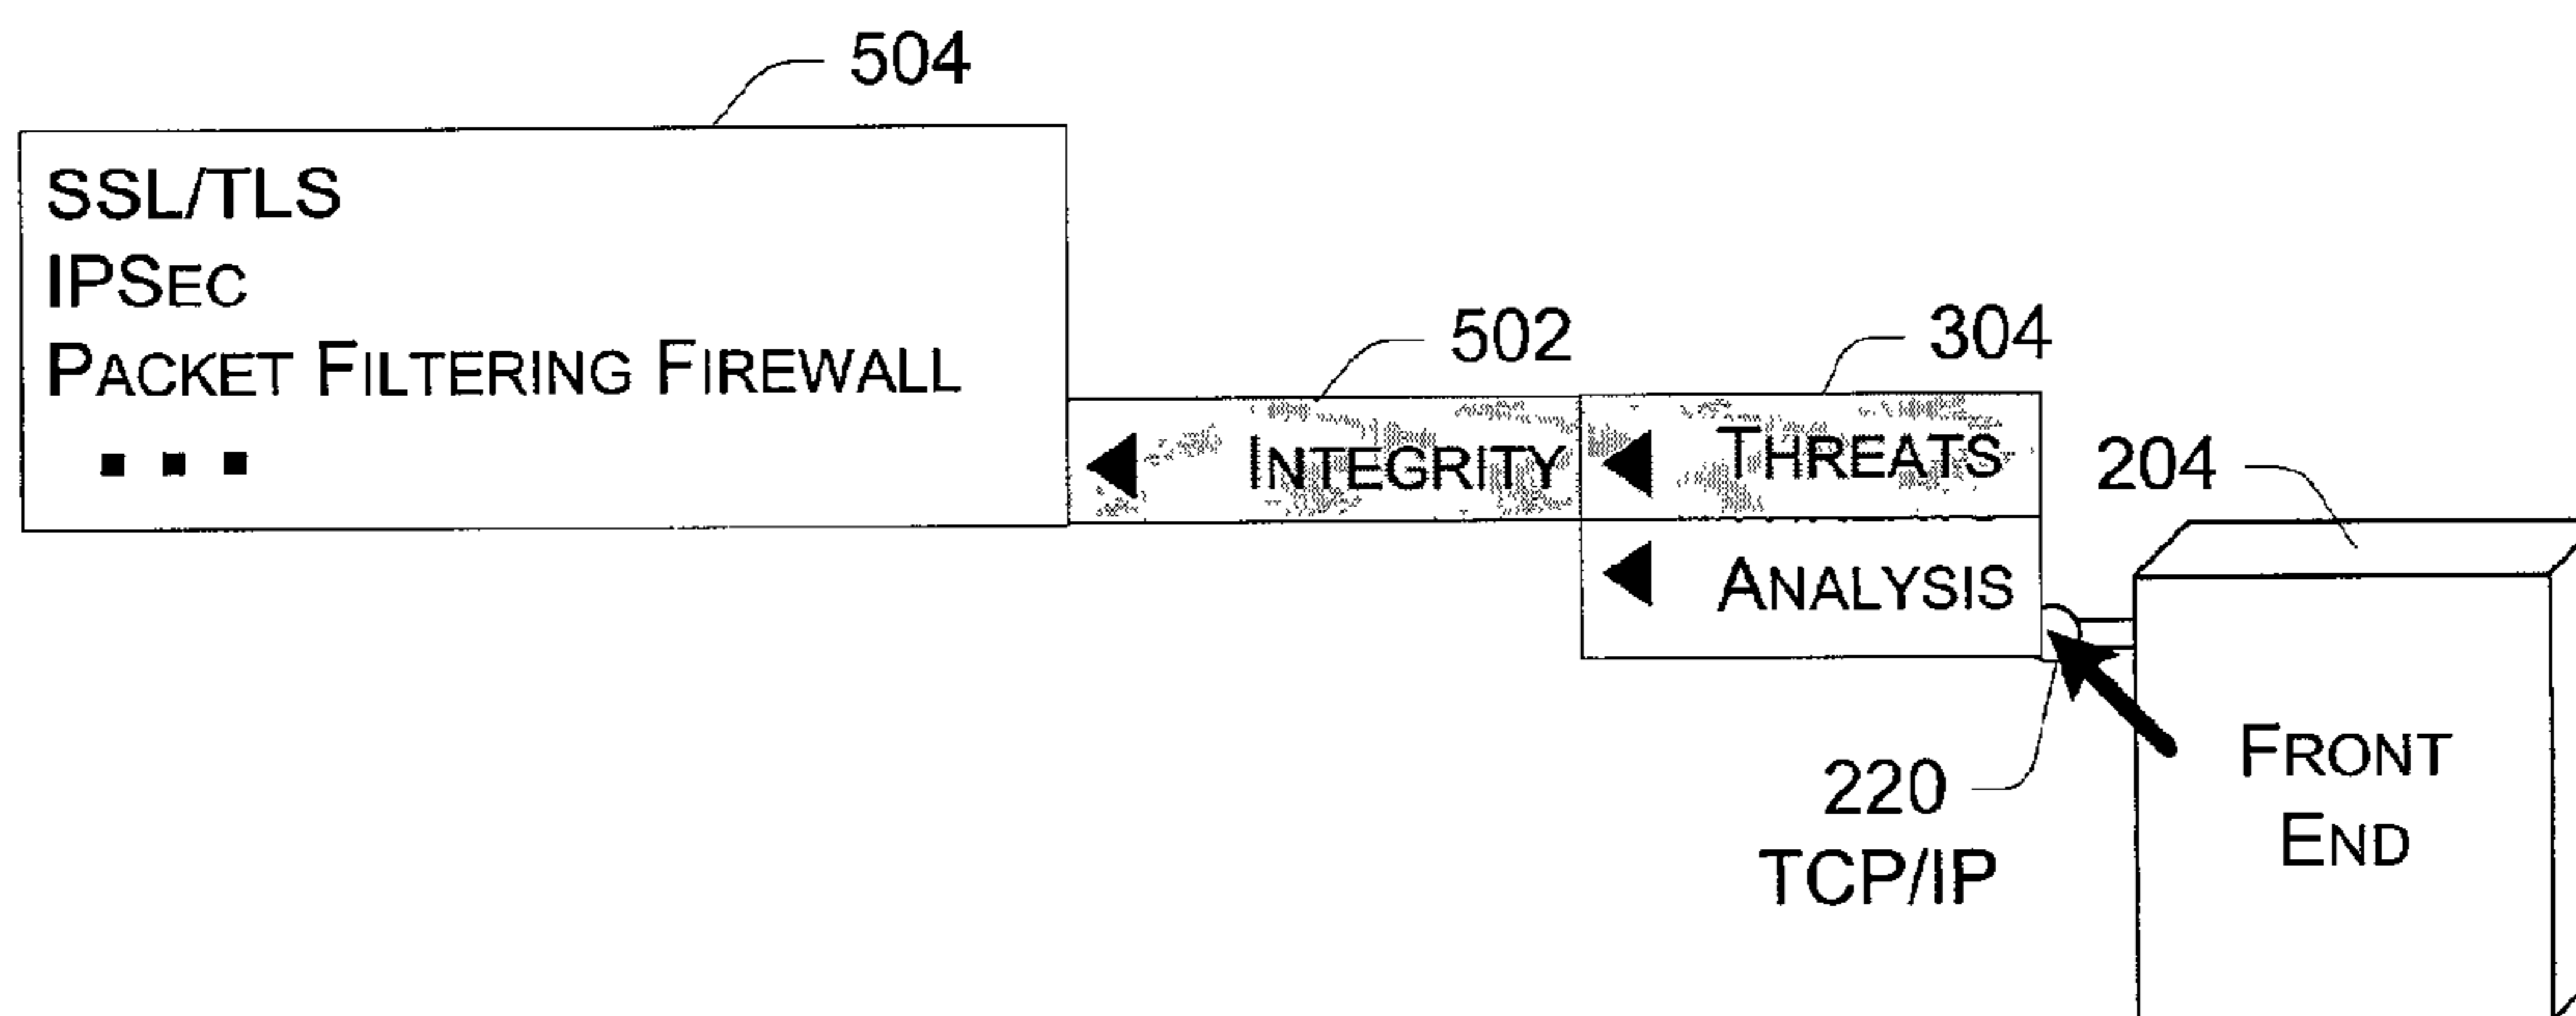 504
SSL/TLS
IPSEC
PACKET FILTERING FIREWALL
■ ■ ■
502
INTEGRITY
304
THREATS
ANALYSIS
204
220
TCP/IP
FRONT
END